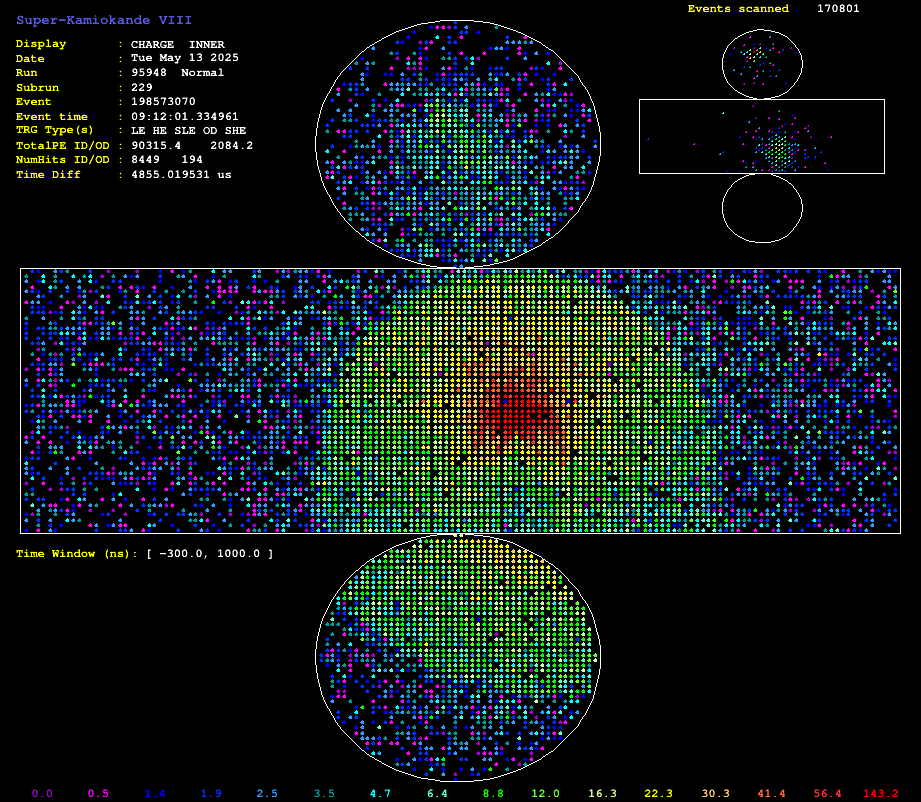 Super-Kamiokande VIII
Events scanned 170801
Display : CHARGE INNER
Date : Tue May 13 2025
Run : 95948 Normal
Subrun : 229
Event : 198573070
Event time : 09:12:01.334961
TRG Type(s) : LE HE SLE OD SHE
TotalPE ID/OD : 90315.4 2084.2
NumHits ID/OD : 8449 194
Time Diff : 4855.019531 us
Time Window (ns): [ −300.0, 1000.0 ]
0.0 0.5 1.4 1.9 2.5 3.5 4.7 6.4 8.8 12.0 16.3 22.3 30.3 41.4 56.4 143.2